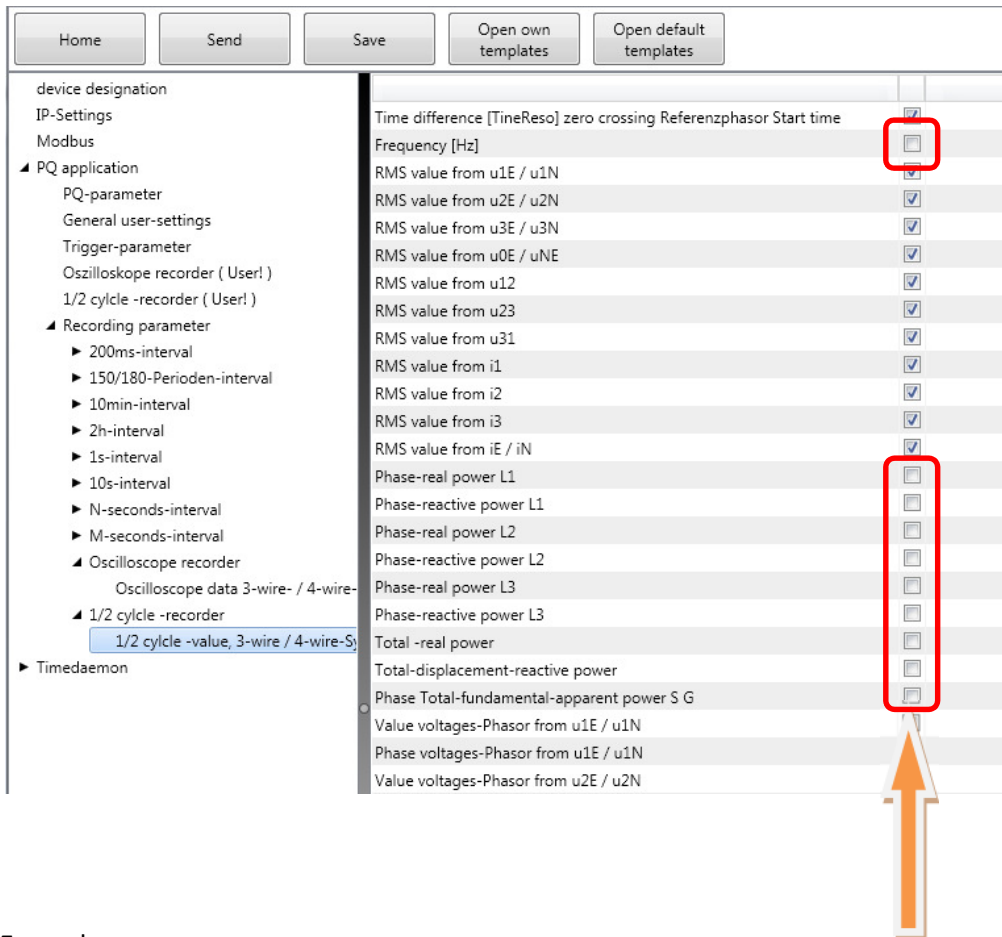 Home
Send
Save
Open own
templates
Open default
templates
device designation
IP-Settings
Modbus
PQ application
PQ-parameter
General user-settings
Trigger-parameter
Oszilloskope recorder ( User! )
1/2 cylcle -recorder ( User! )
Recording parameter
200ms-interval
150/180-Perioden-interval
10min-interval
2h-interval
1s-interval
10s-interval
N-seconds-interval
M-seconds-interval
Oscilloscope recorder
Oscilloscope data 3-wire- / 4-wire-
1/2 cylcle -recorder
1/2 cylcle -value, 3-wire / 4-wire-Sy
Timedaemon
Time difference [TineReso] zero crossing Referenzphasor Start time
Frequency [Hz]
RMS value from u1E / u1N
RMS value from u2E / u2N
RMS value from u3E / u3N
RMS value from u0E / uNE
RMS value from u12
RMS value from u23
RMS value from u31
RMS value from i1
RMS value from i2
RMS value from i3
RMS value from iE / iN
Phase-real power L1
Phase-reactive power L1
Phase-real power L2
Phase-reactive power L2
Phase-real power L3
Phase-reactive power L3
Total -real power
Total-displacement-reactive power
Phase Total-fundamental-apparent power S G
Value voltages-Phasor from u1E / u1N
Phase voltages-Phasor from u1E / u1N
Value voltages-Phasor from u2E / u2N